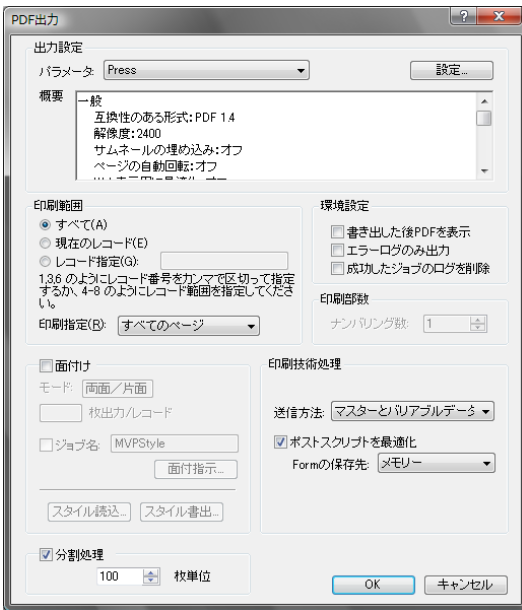 PDF出力
出力設定
パラメータ: Press
設定...
概要
一般
互換性のある形式: PDF 1.4
解像度: 2400
サムネールの埋め込み: オフ
ページの自動回転: オフ
印刷範囲
すべて(A)
現在のレコード(E)
レコード指定(G):
1,3,6 のようにレコード番号をカンマで区切って指定
するか、4-8 のようにレコード範囲を指定してくださ
い。
印刷指定(R): すべてのページ
環境設定
書き出した後PDFを表示
エラーログのみ出力
成功したジョブのログを削除
印刷部数
ナンバリング数: 1
面付け
モード: 両面／片面
枚出力/レコード
ジョブ名: MVPStyle
面付指示...
スタイル読込... スタイル書出...
印刷技術処理
送信方法: マスターとバリアブルデータ
ポストスクリプトを最適化
Formの保存先: メモリー
分割処理
100 枚単位
OK キャンセル